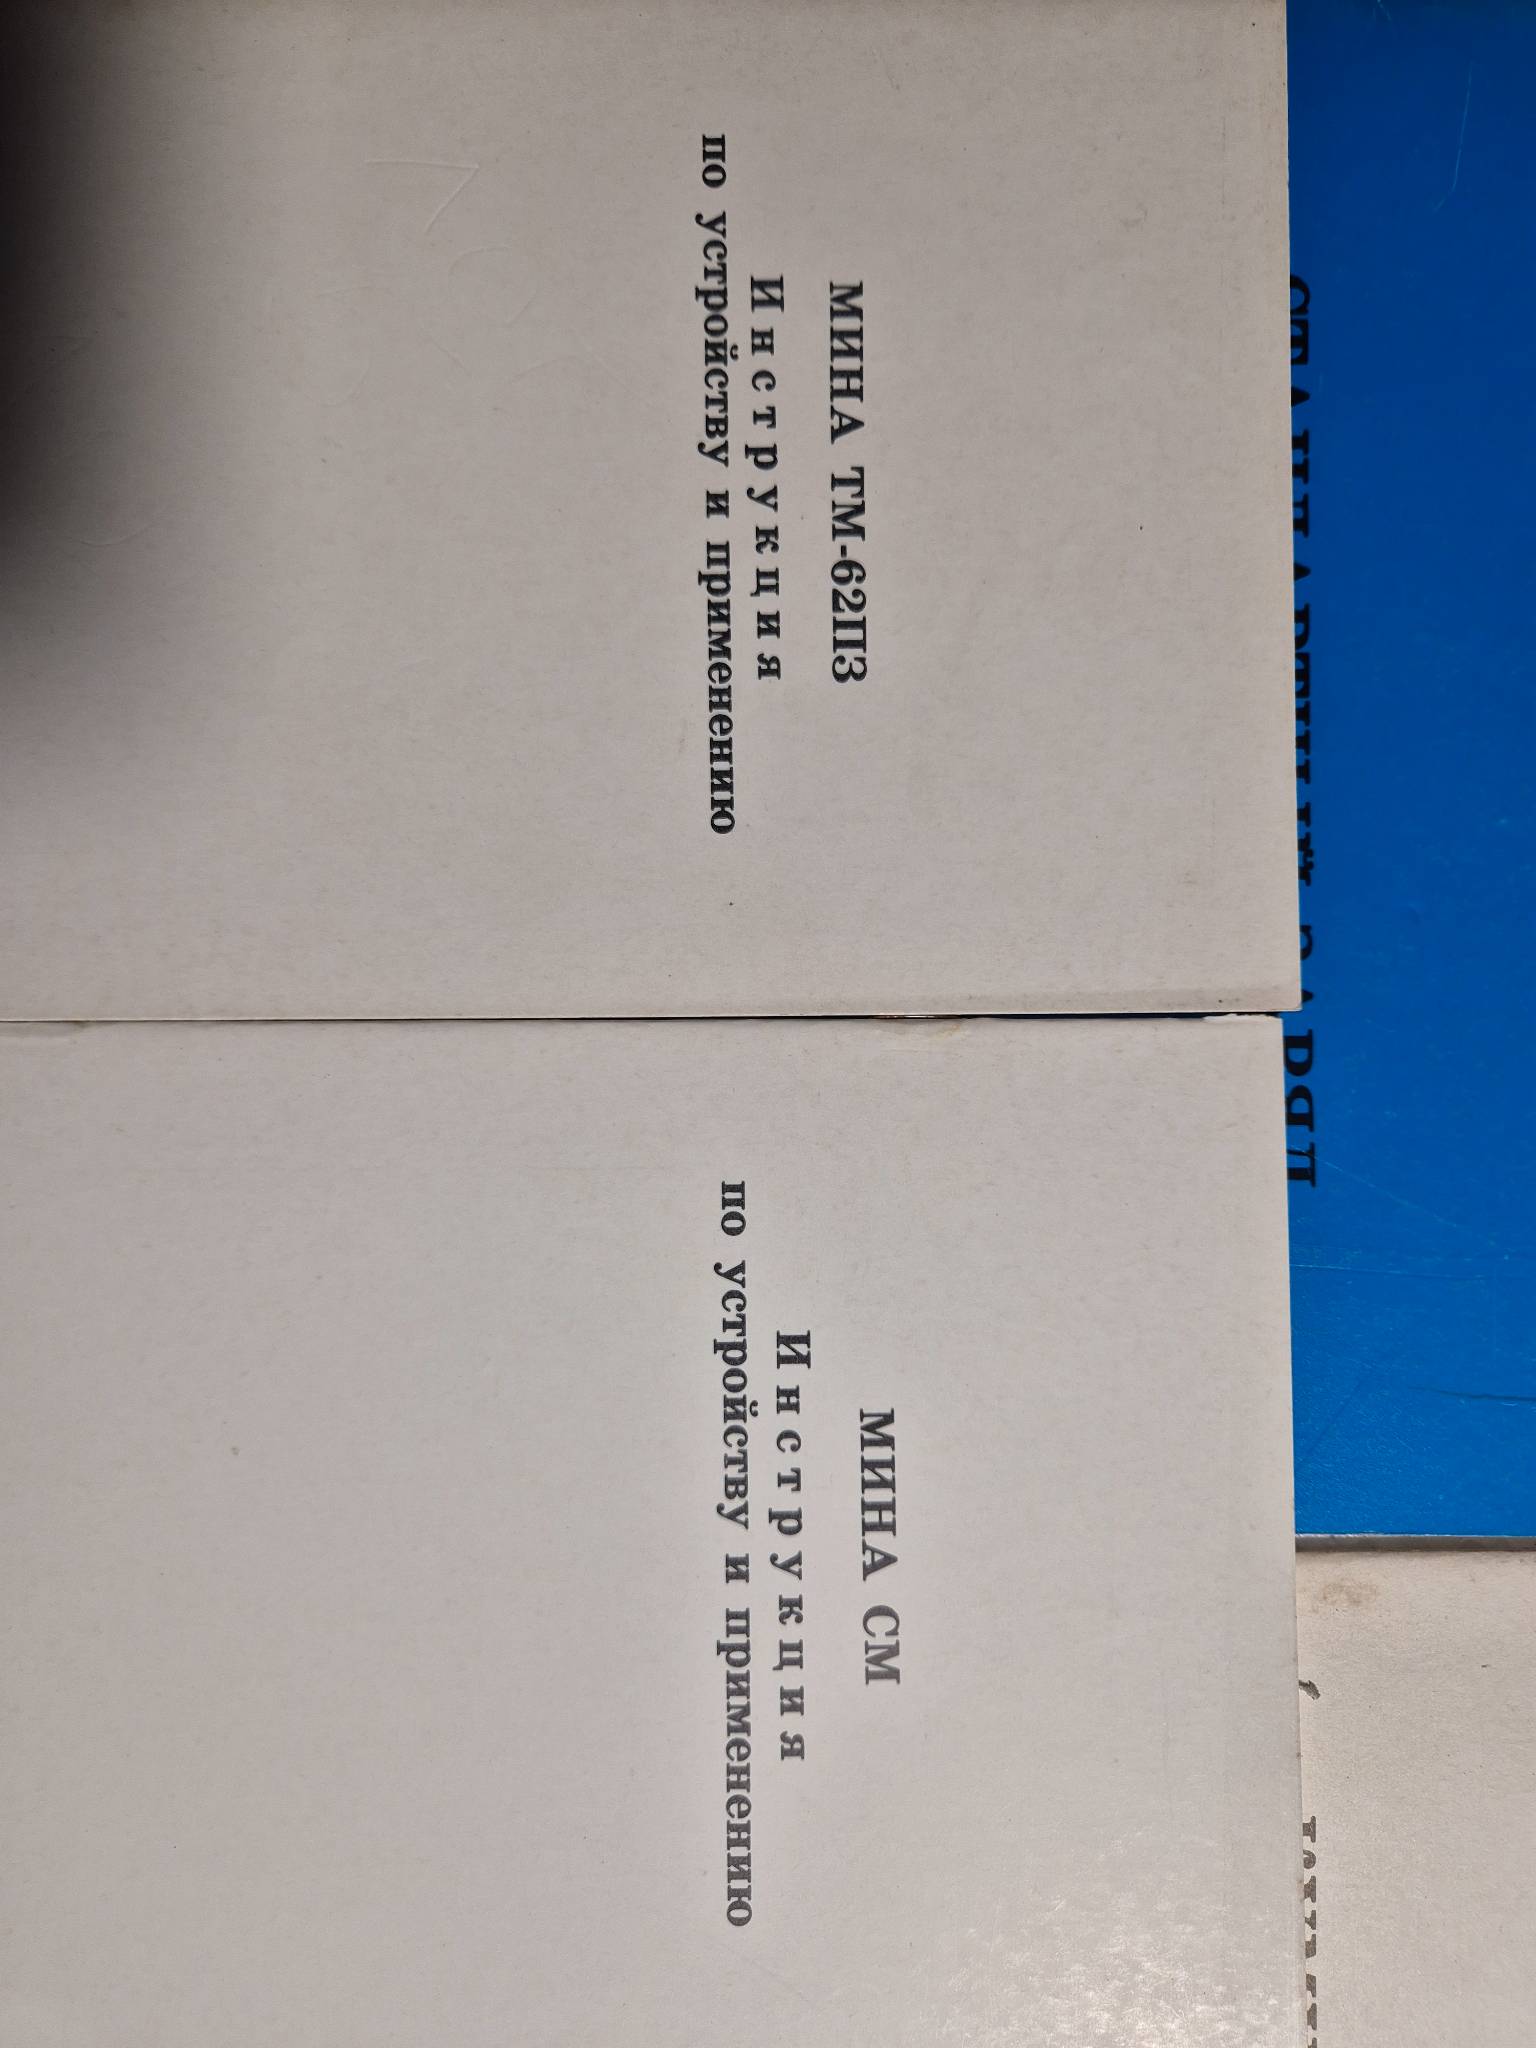 МИНА ТМ-62П3
Инструкция
по устройству и применению
МИНА СМ
Инструкция
по устройству и применению